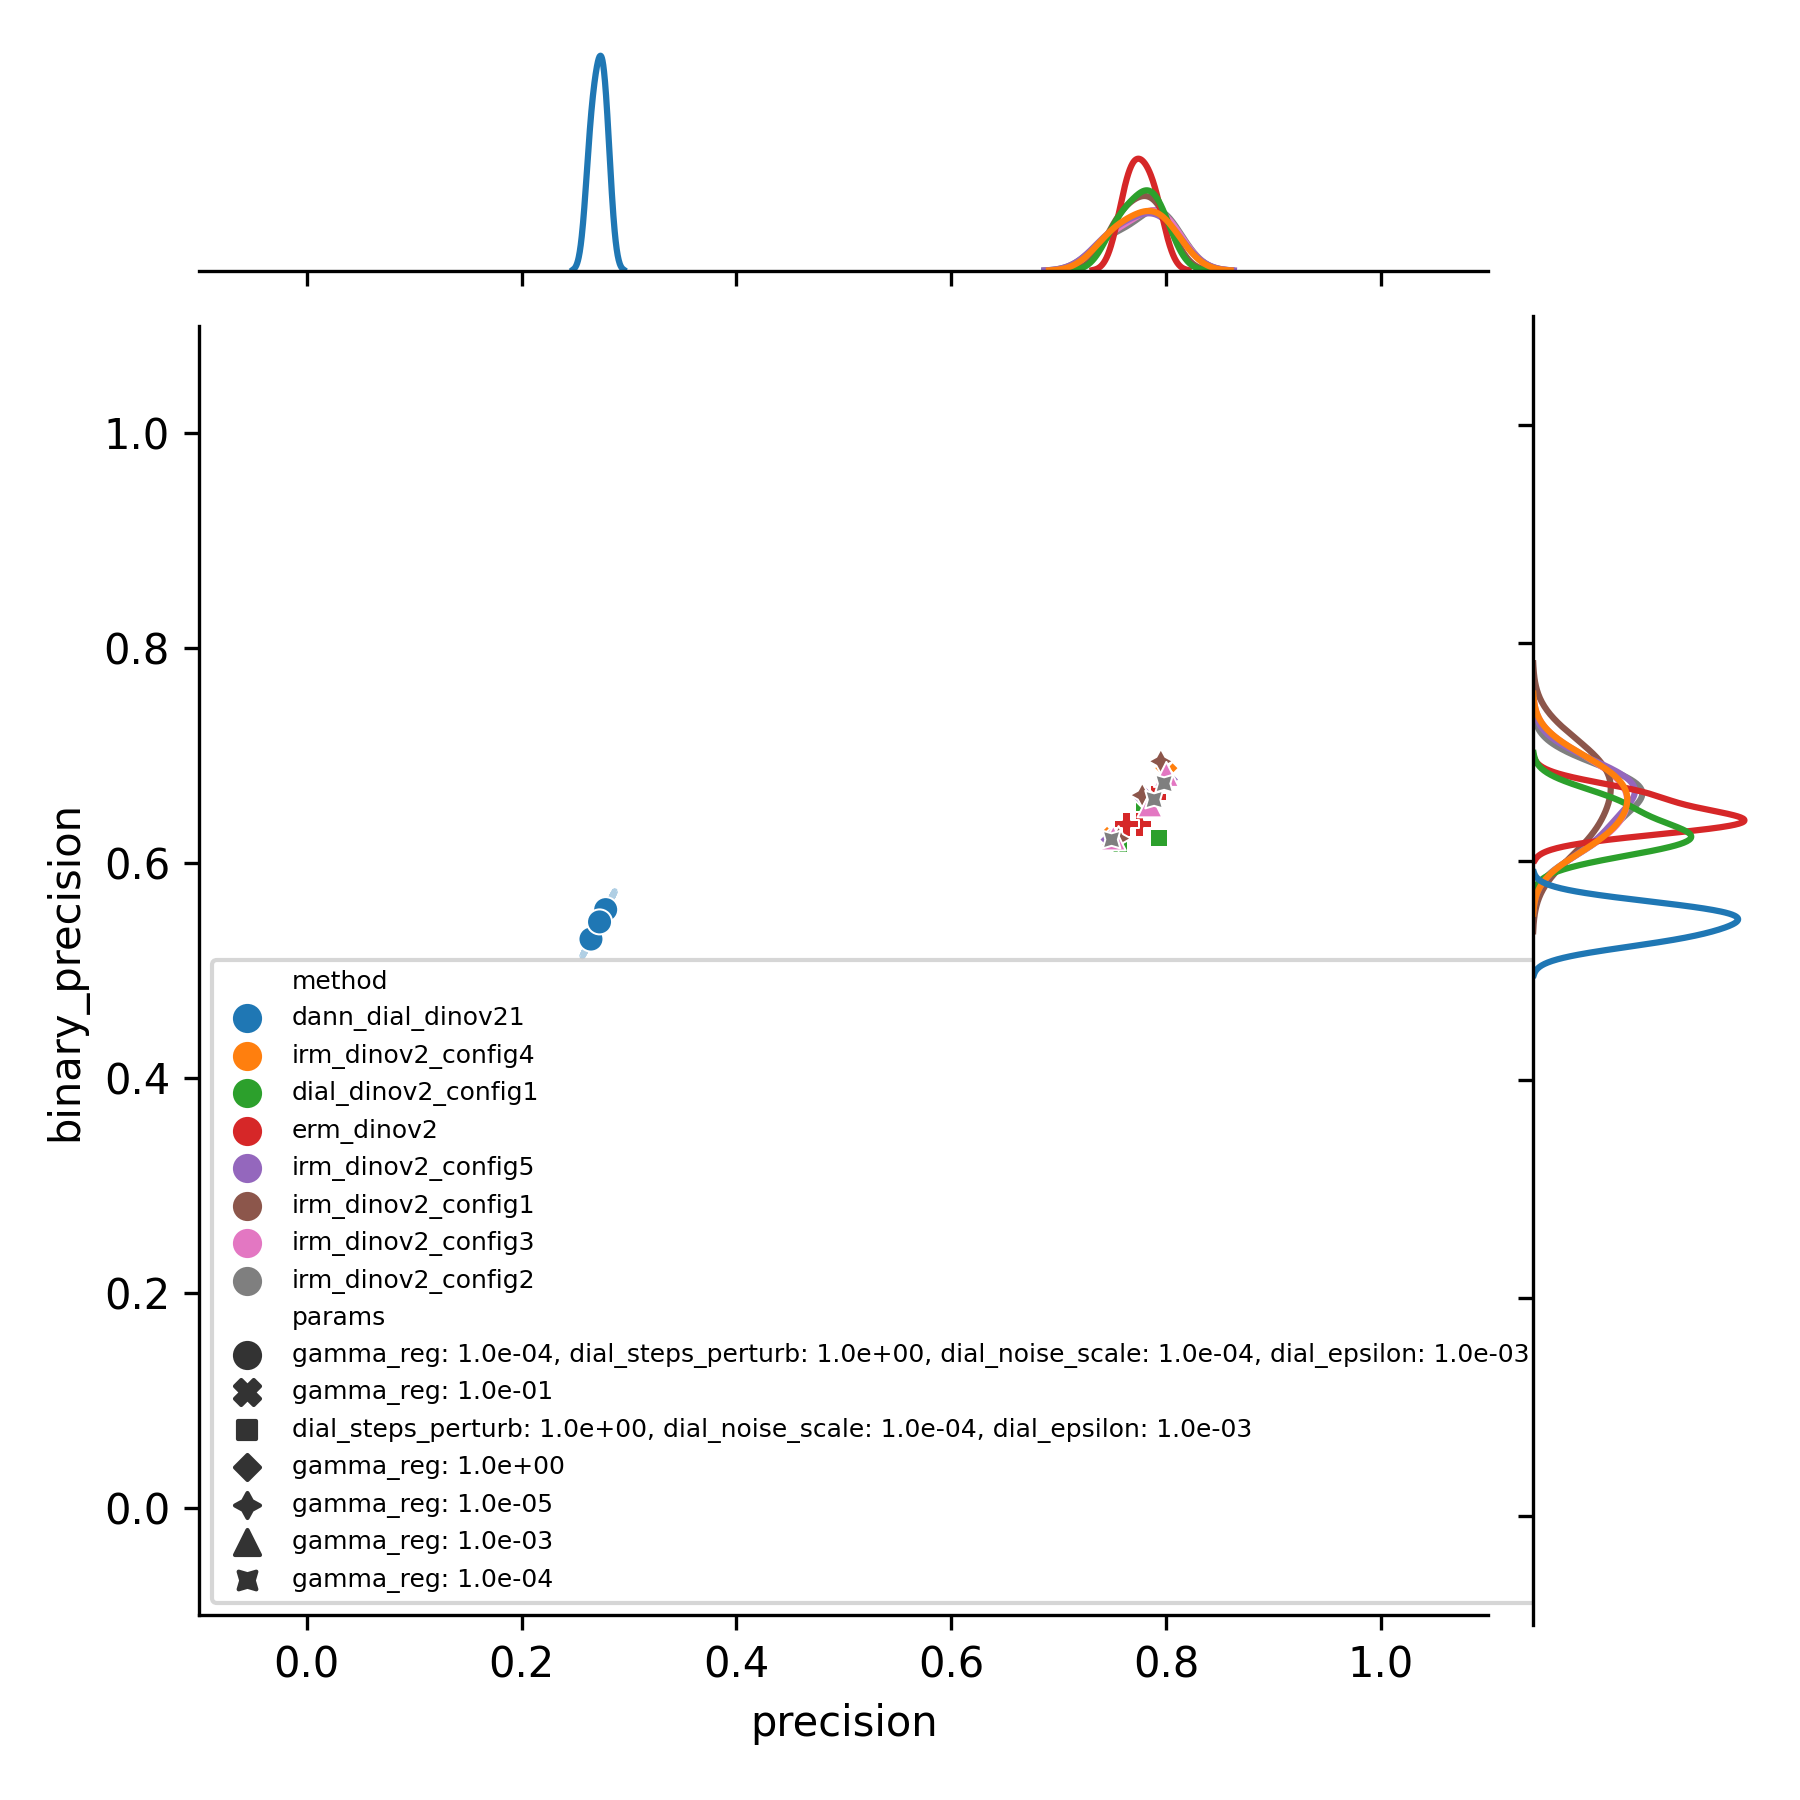 1.0
0.8
0.6
0.4
0.2
0.0
binary_precision
method
dann_dial_dinov21
irm_dinov2_config4
dial_dinov2_config1
erm_dinov2
irm_dinov2_config5
irm_dinov2_config1
irm_dinov2_config3
irm_dinov2_config2
params
gamma_reg: 1.0e-04, dial_steps_perturb: 1.0e+00, dial_noise_scale: 1.0e-04, dial_epsilon: 1.0e-03
gamma_reg: 1.0e-01
dial_steps_perturb: 1.0e+00, dial_noise_scale: 1.0e-04, dial_epsilon: 1.0e-03
gamma_reg: 1.0e+00
gamma_reg: 1.0e-05
gamma_reg: 1.0e-03
gamma_reg: 1.0e-04
0.0 0.2 0.4 0.6 0.8 1.0
precision